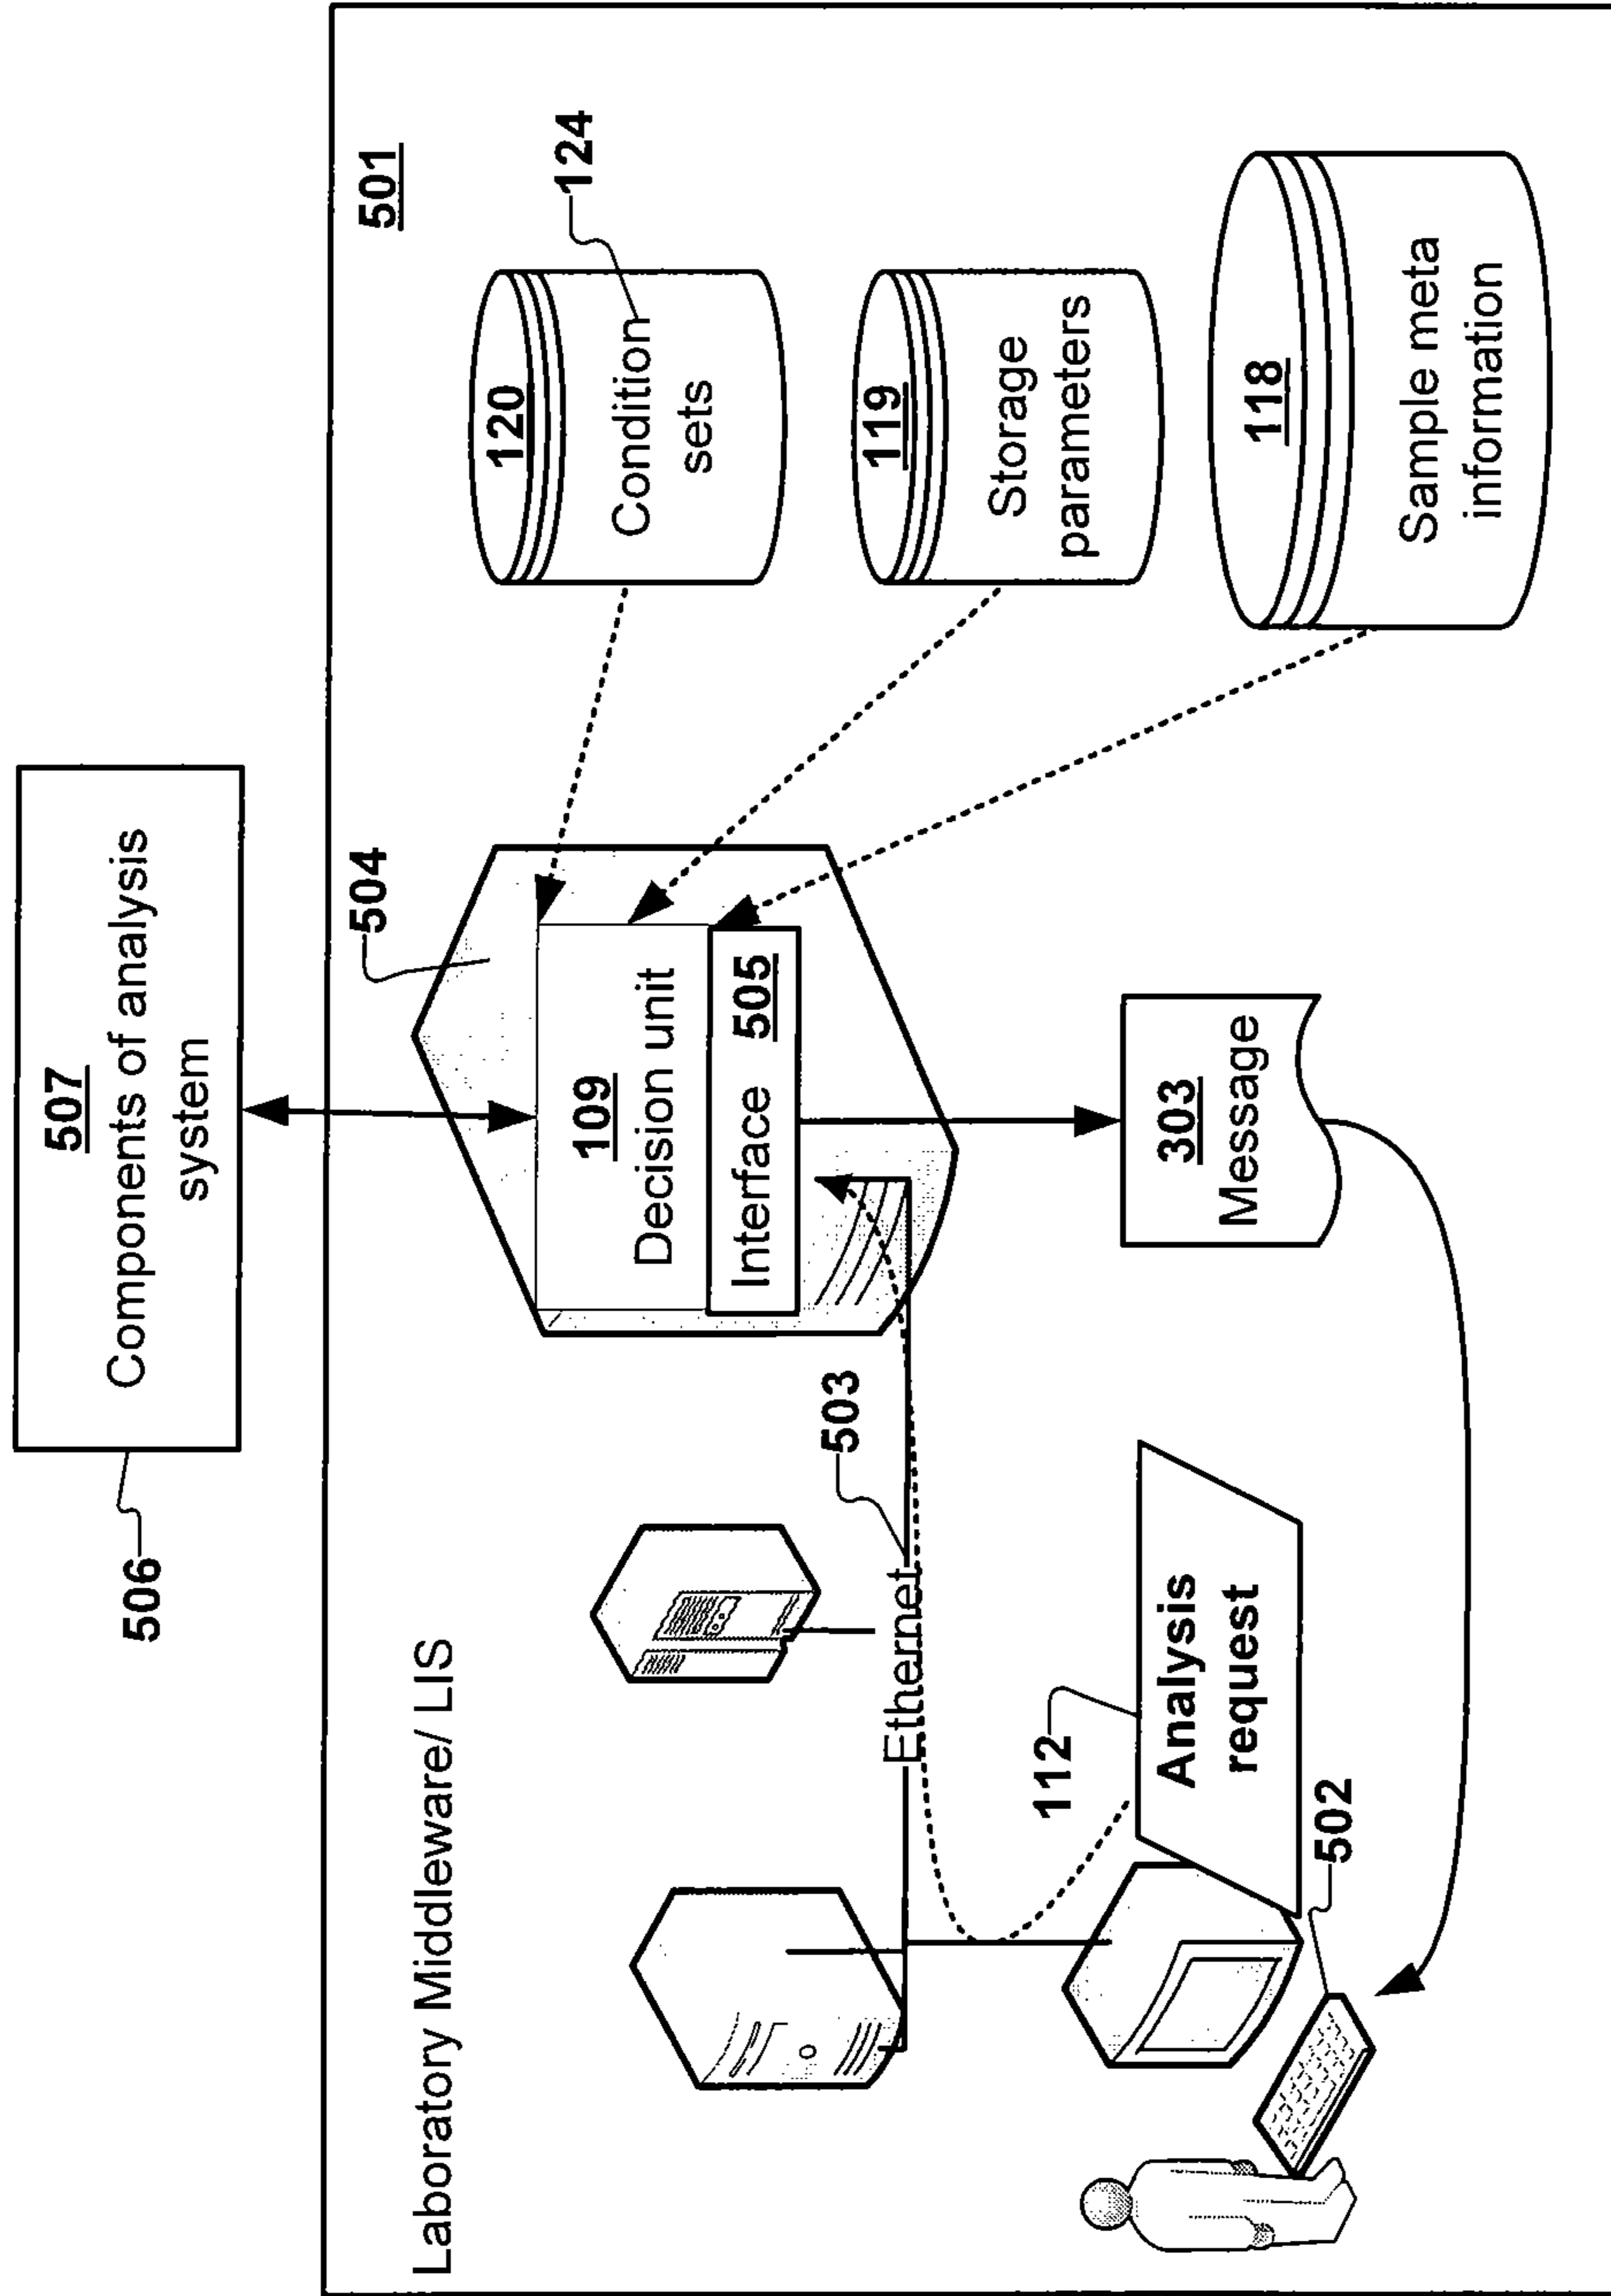 507
Components of analysis
system
506
Laboratory Middleware/ LIS
501
504
120
Condition
sets
124
109
Decision unit
Interface 505
119
Storage
parameters
503
Ethernet
118
Sample meta
information
112
Analysis
request
303
Message
502